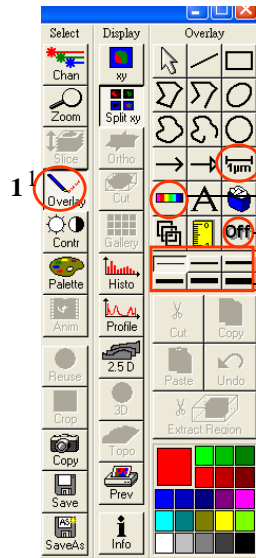 Select Display Overlay
Chan xy
Zoom Split xy
Slice Ortho
1 1 Overlay Cut
1µm
A
Contr Gallery
Off
Palette Histo
Anim Profile
Cut Copy
Reuse 2.5 D
Paste Undo
Crop 3D
Extract Region
Copy Topo
Save Prev
AS
SaveAs Info